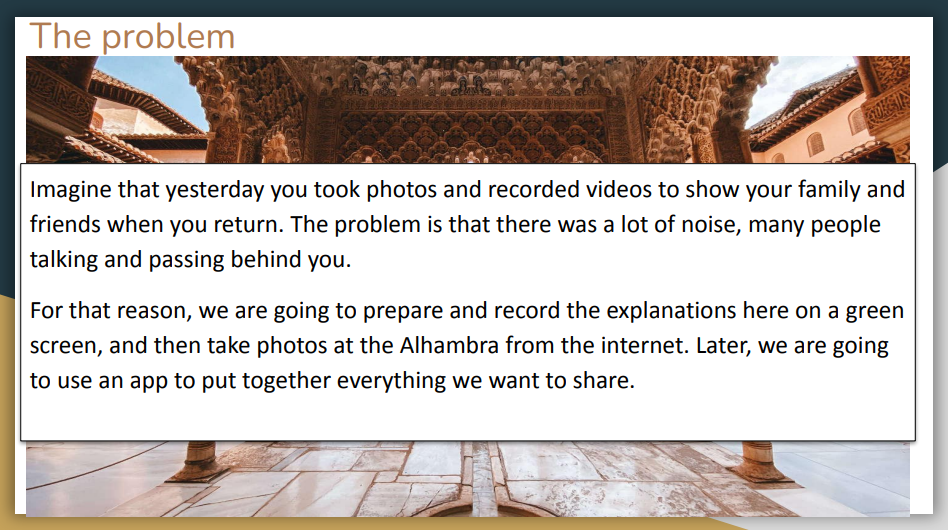 The problem
Imagine that yesterday you took photos and recorded videos to show your family and
friends when you return. The problem is that there was a lot of noise, many people
talking and passing behind you.
For that reason, we are going to prepare and record the explanations here on a green
screen, and then take photos at the Alhambra from the internet. Later, we are going
to use an app to put together everything we want to share.